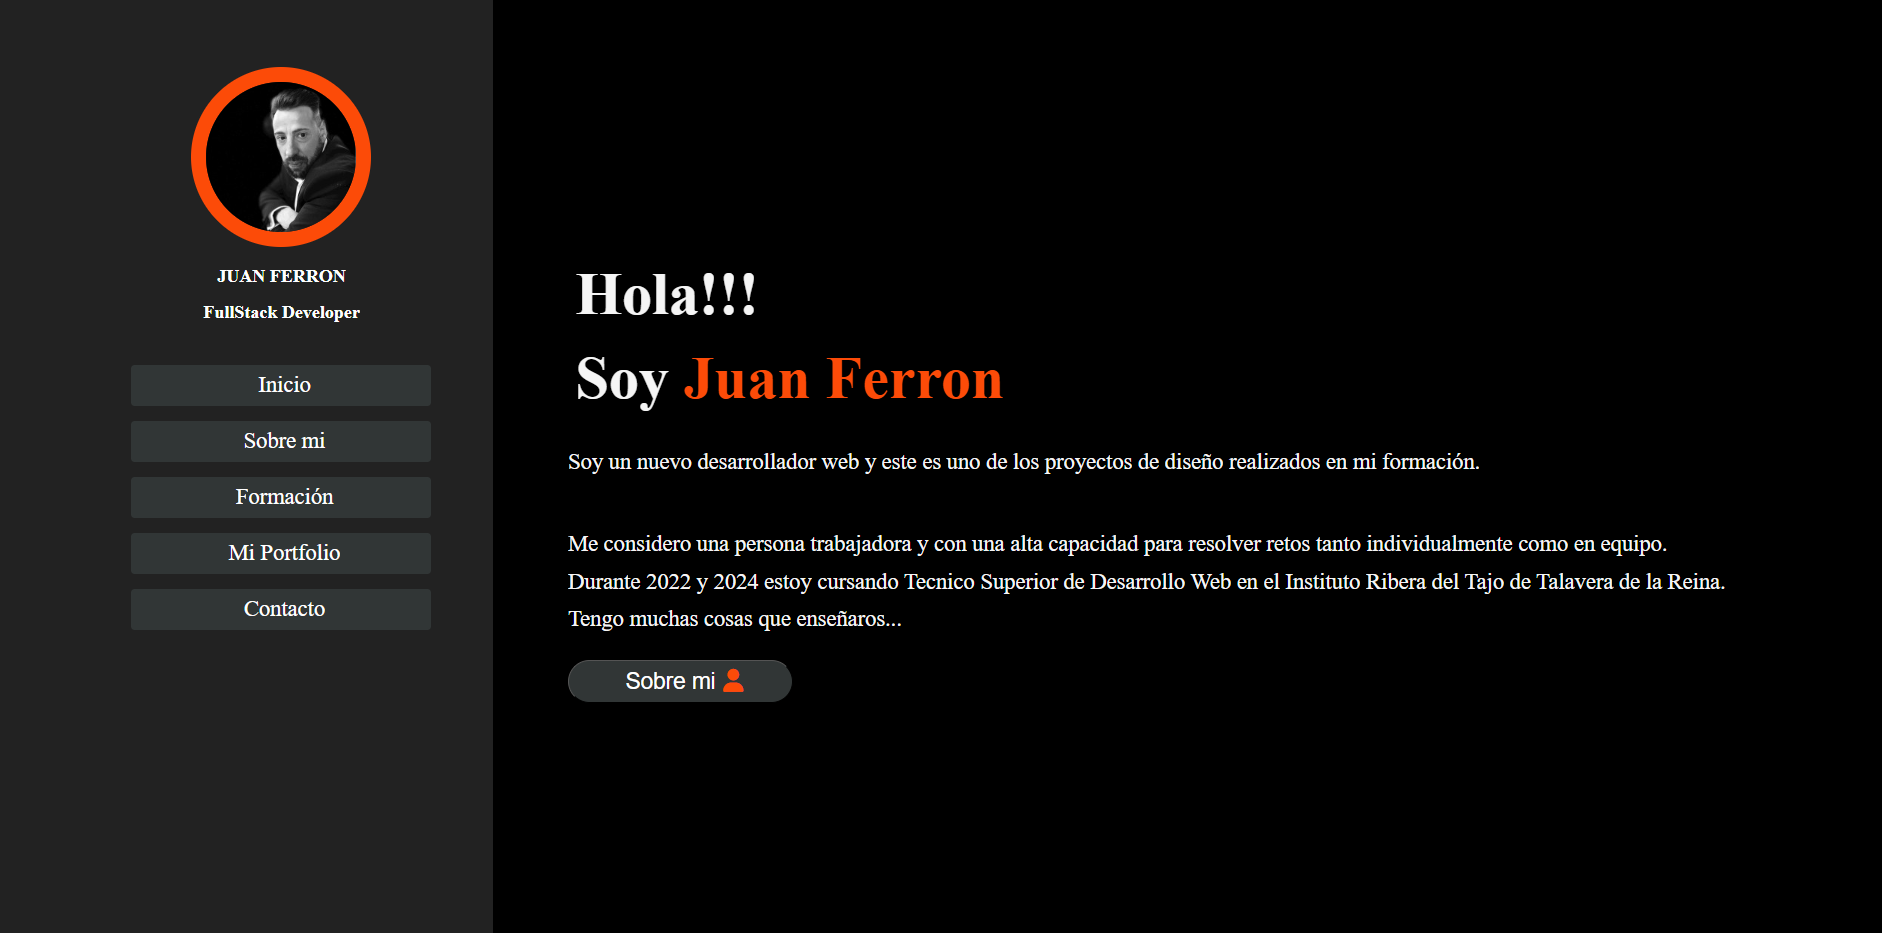 JUAN FERRON
FullStack Developer
Inicio
Sobre mi
Formación
Mi Portfolio
Contacto
Hola!!!
Soy Juan Ferron
Soy un nuevo desarrollador web y este es uno de los proyectos de diseño realizados en mi formación.
Me considero una persona trabajadora y con una alta capacidad para resolver retos tanto individualmente como en equipo.
Durante 2022 y 2024 estoy cursando Tecnico Superior de Desarrollo Web en el Instituto Ribera del Tajo de Talavera de la Reina.
Tengo muchas cosas que enseñaros...
Sobre mi